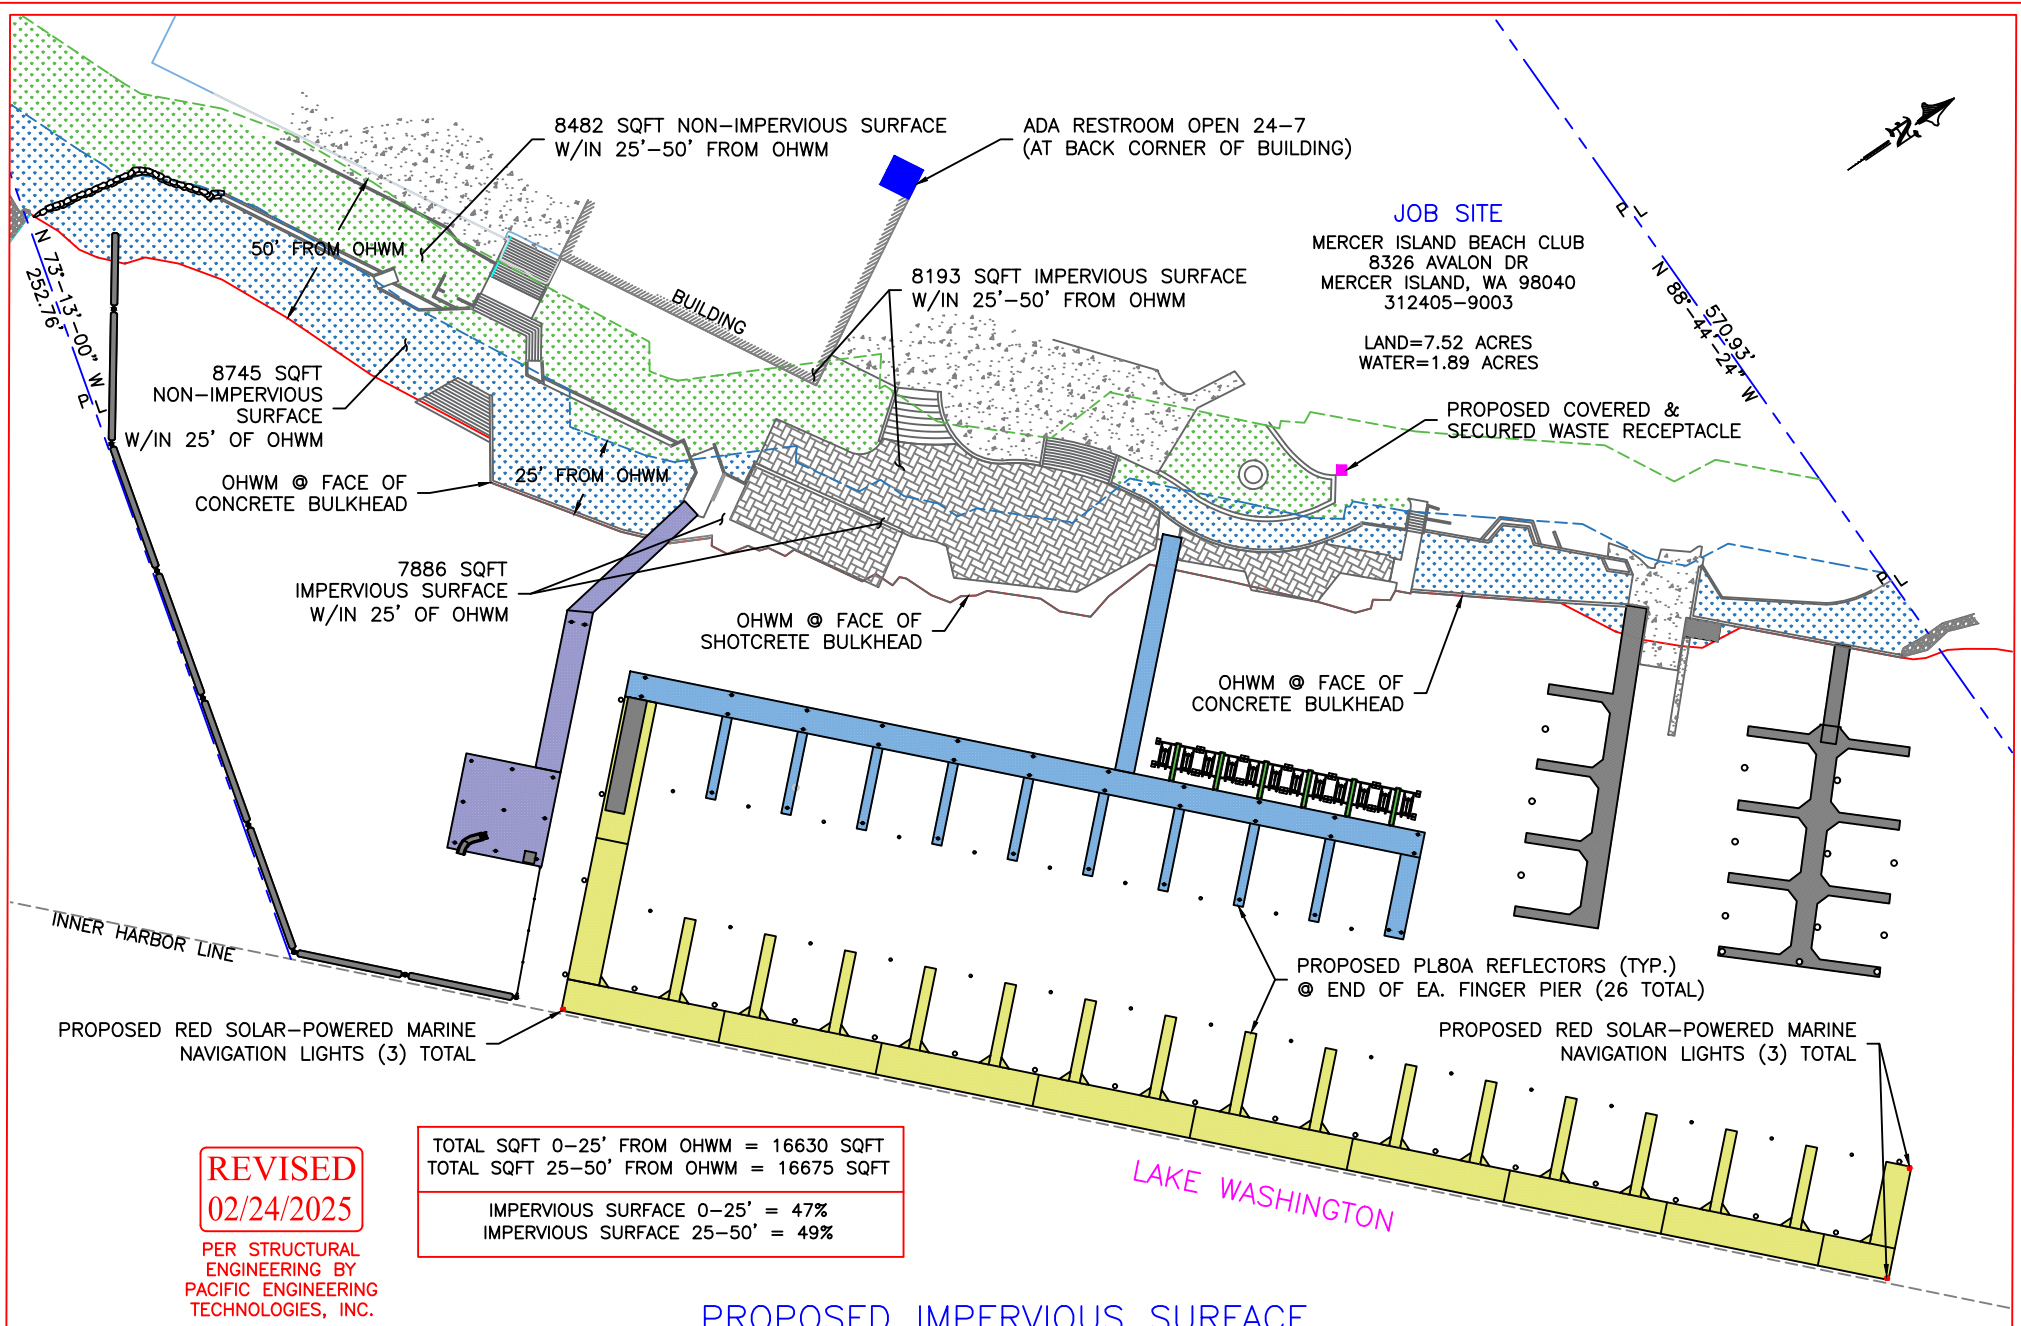 8482 SQFT NON-IMPERVIOUS SURFACE
W/IN 25'-50' FROM OHWM
ADA RESTROOM OPEN 24-7
(AT BACK CORNER OF BUILDING)
N
JOB SITE
MERCER ISLAND BEACH CLUB
8326 AVALON DR
MERCER ISLAND, WA 98040
312405-9003
LAND=7.52 ACRES
WATER=1.89 ACRES
PL
N 88°-44'-24" W
570.93'
PL
50' FROM OHWM
8193 SQFT IMPERVIOUS SURFACE
W/IN 25'-50' FROM OHWM
BUILDING
N 73°-13'-00" W
252.76'
PL
8745 SQFT
NON-IMPERVIOUS
SURFACE
W/IN 25' OF OHWM
PROPOSED COVERED &
SECURED WASTE RECEPTACLE
25' FROM OHWM
OHWM @ FACE OF
CONCRETE BULKHEAD
7886 SQFT
IMPERVIOUS SURFACE
W/IN 25' OF OHWM
OHWM @ FACE OF
SHOTCRETE BULKHEAD
OHWM @ FACE OF
CONCRETE BULKHEAD
INNER HARBOR LINE
PROPOSED PL80A REFLECTORS (TYP.)
@ END OF EA. FINGER PIER (26 TOTAL)
PROPOSED RED SOLAR-POWERED MARINE
NAVIGATION LIGHTS (3) TOTAL
PROPOSED RED SOLAR-POWERED MARINE
NAVIGATION LIGHTS (3) TOTAL
LAKE WASHINGTON
TOTAL SQFT 0-25' FROM OHWM = 16630 SQFT
TOTAL SQFT 25-50' FROM OHWM = 16675 SQFT
IMPERVIOUS SURFACE 0-25' = 47%
IMPERVIOUS SURFACE 25-50' = 49%
REVISED
02/24/2025
PER STRUCTURAL
ENGINEERING BY
PACIFIC ENGINEERING
TECHNOLOGIES, INC.
PROPOSED IMPERVIOUS SURFACE